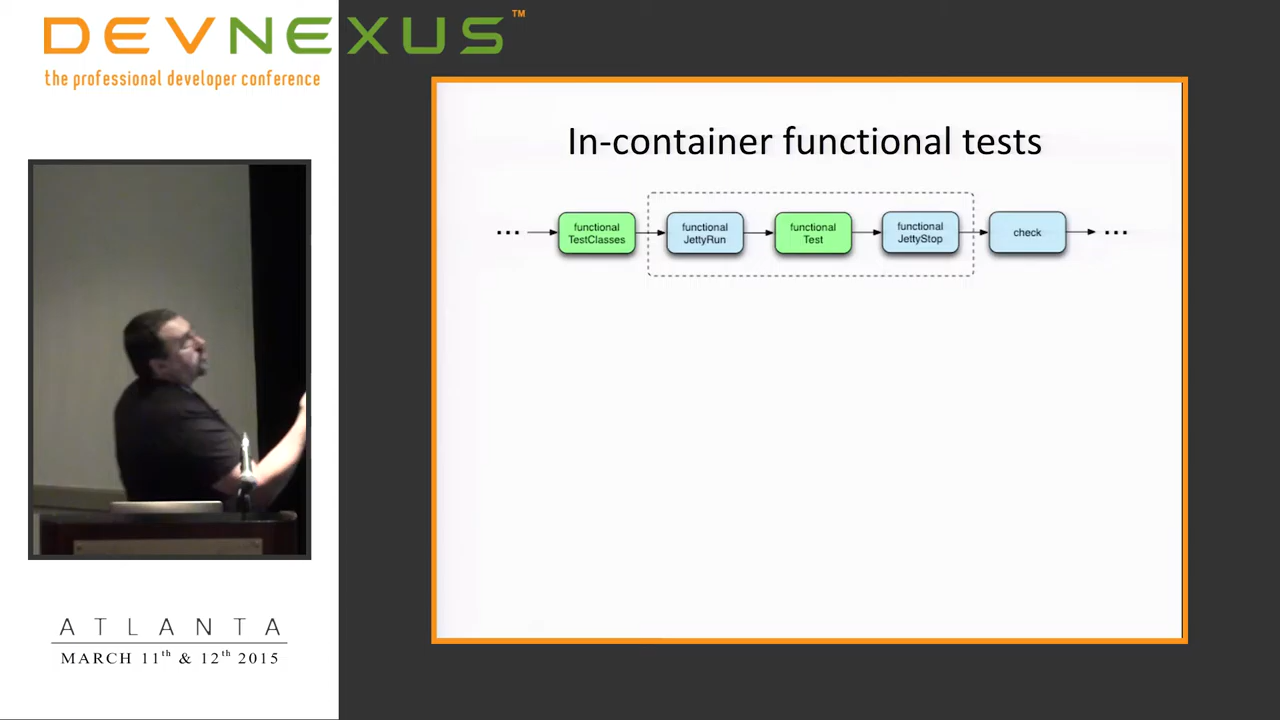 DEVNEXUS™
the professional developer conference
In-container functional tests
... functional
TestClasses
functional
JettyRun
functional
Test
functional
JettyStop
check ...
ATLANTA
MARCH 11th & 12th 2015